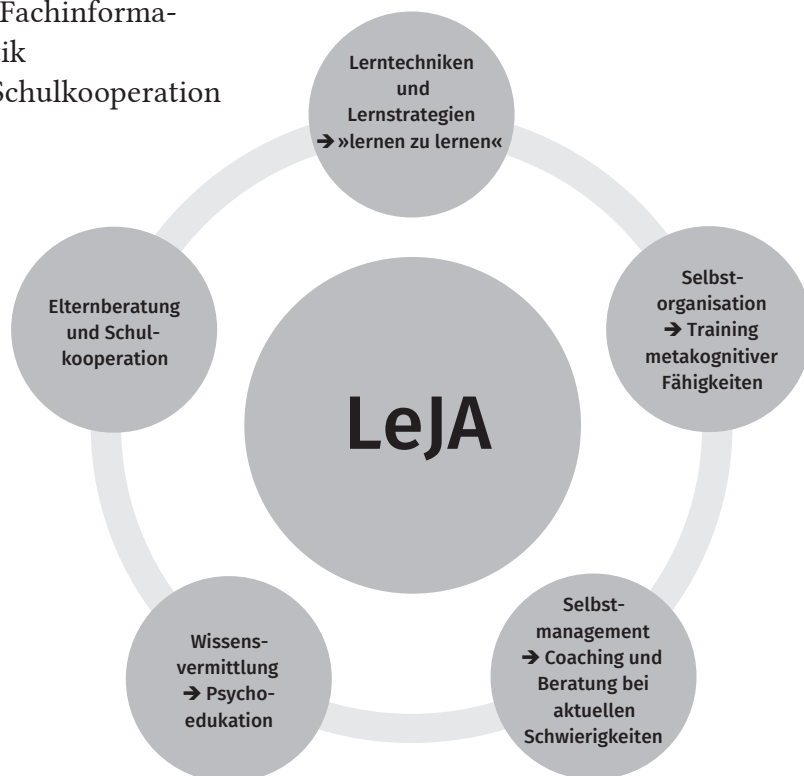 Fachinforma-
tik
Schulkooperation
Lerntechniken
und
Lernstrategien
➔ »lernen zu lernen«
Selbst-
organisation
➔ Training
metakognitiver
Fähigkeiten
Selbst-
management
➔ Coaching und
Beratung bei
aktuellen
Schwierigkeiten
Wissens-
vermittlung
➔ Psycho-
edukation
Elternberatung
und Schul-
kooperation
LeJA